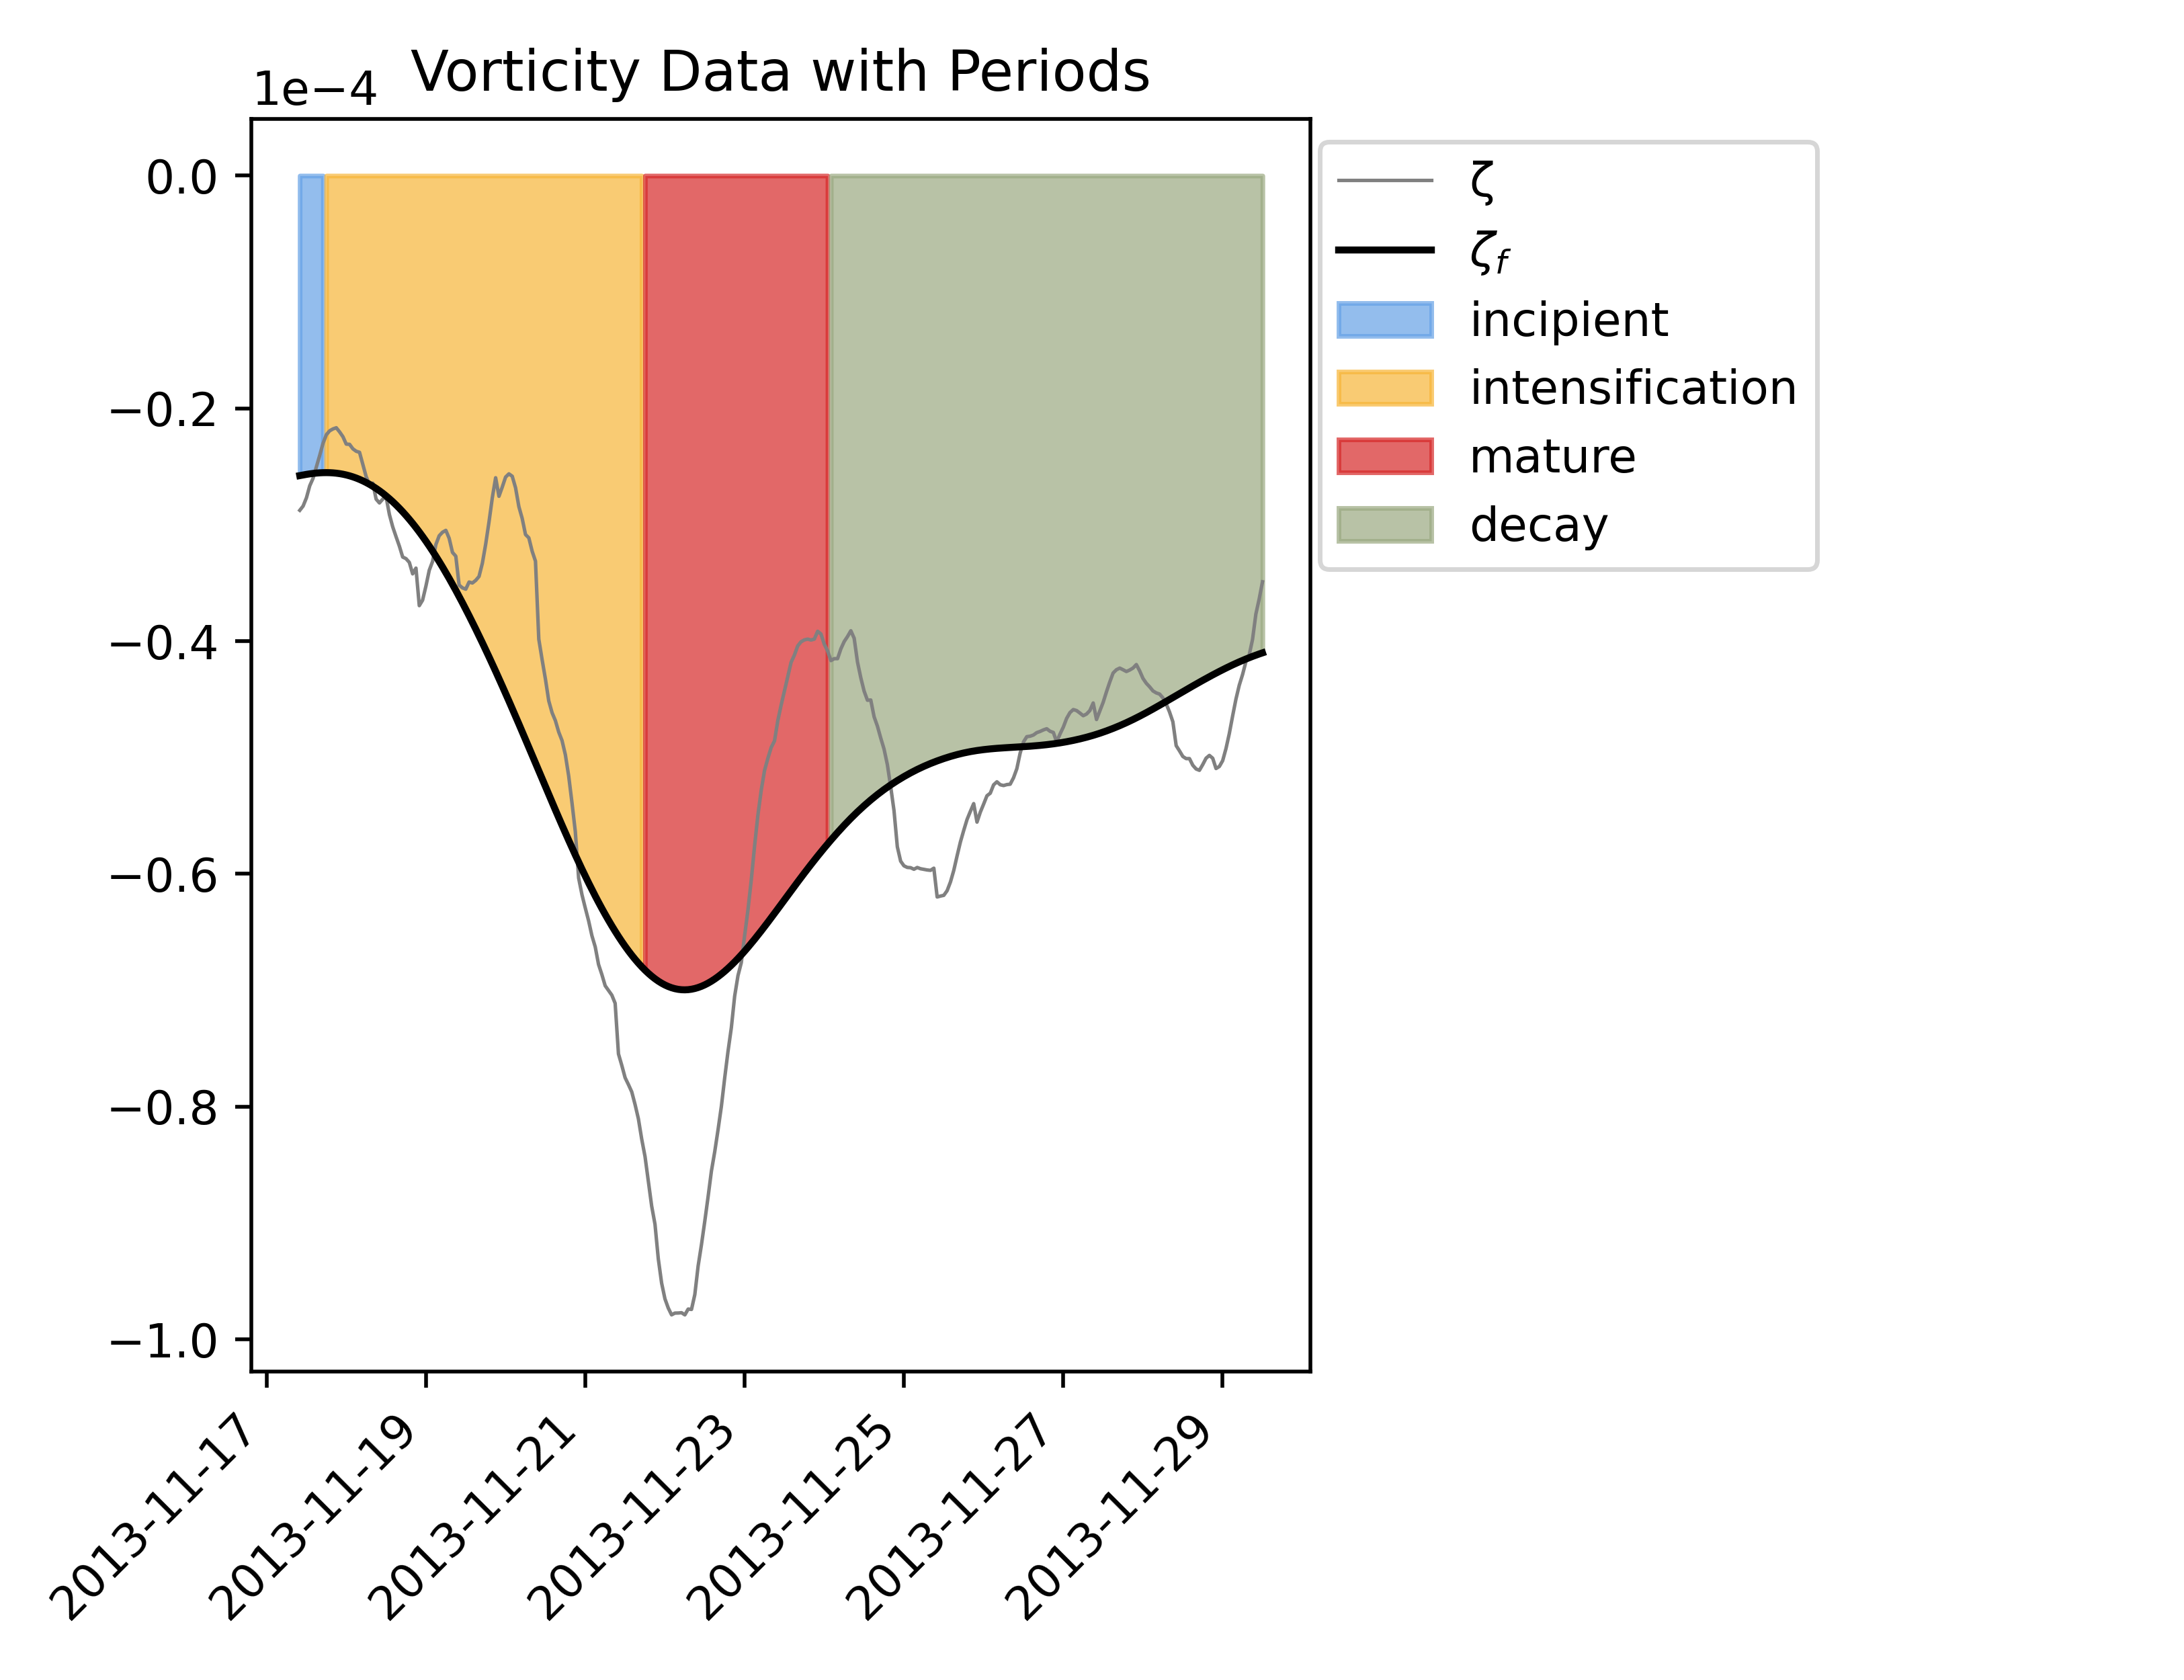 Vorticity Data with Periods
1e−4
0.0
−0.2
−0.4
−0.6
−0.8
−1.0
2013-11-17
2013-11-19
2013-11-21
2013-11-23
2013-11-25
2013-11-27
2013-11-29
ζ
ζf
incipient
intensification
mature
decay